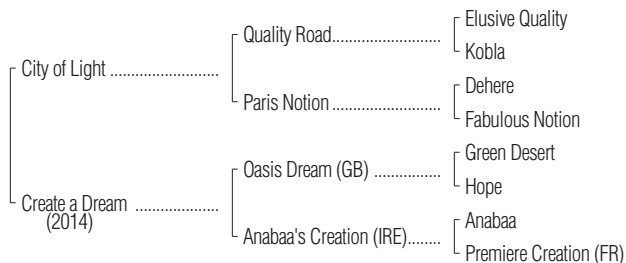 Elusive Quality
Quality Road
Kobla
City of Light
Dehere
Paris Notion
Fabulous Notion
Green Desert
Oasis Dream (GB)
Hope
Create a Dream
(2014)
Anabaa
Anabaa's Creation (IRE)
Premiere Creation (FR)